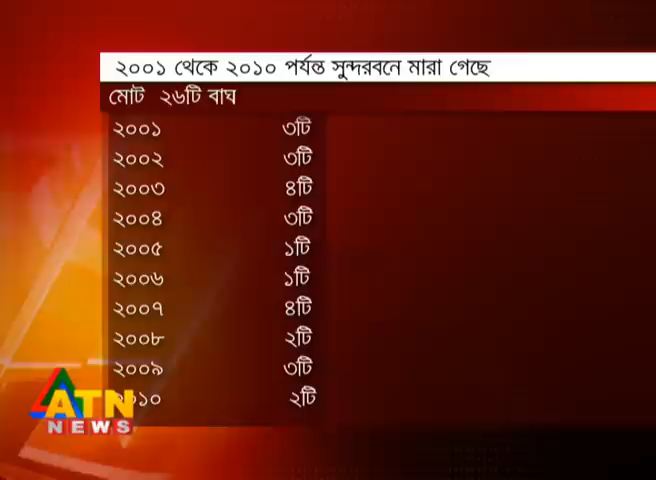 ২০০১ থেকে ২০১০ পর্যন্ত সুন্দরবনে মারা গেছে
মোট ২৬টি বাঘ
২০০১ ৩টি
২০০২ ৩টি
২০০৩ ৪টি
২০০৪ ৩টি
২০০৫ ১টি
২০০৬ ১টি
২০০৭ ৪টি
২০০৮ ২টি
২০০৯ ৩টি
২০১০ ২টি
ATN
NEWS